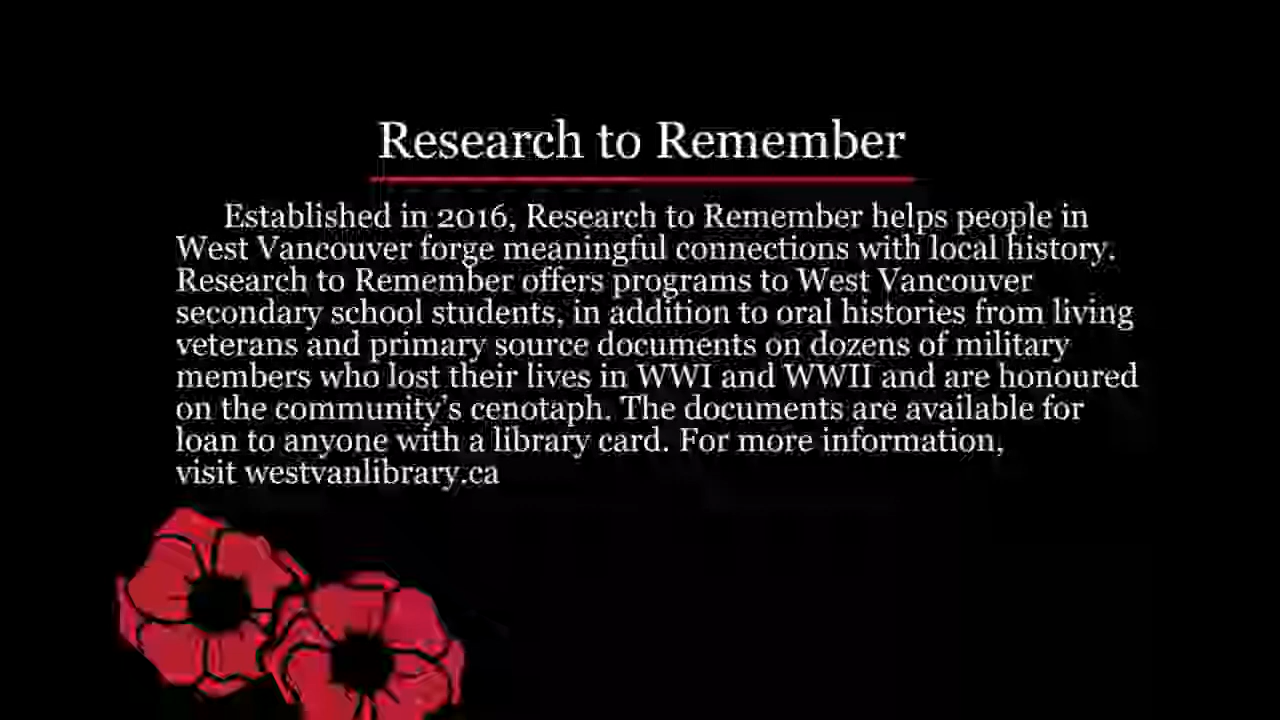 Research to Remember
Established in 2016, Research to Remember helps people in
West Vancouver forge meaningful connections with local history.
Research to Remember offers programs to West Vancouver
secondary school students, in addition to oral histories from living
veterans and primary source documents on dozens of military
members who lost their lives in WWI and WWII and are honoured
on the community's cenotaph. The documents are available for
loan to anyone with a library card. For more information,
visit westvanlibrary.ca